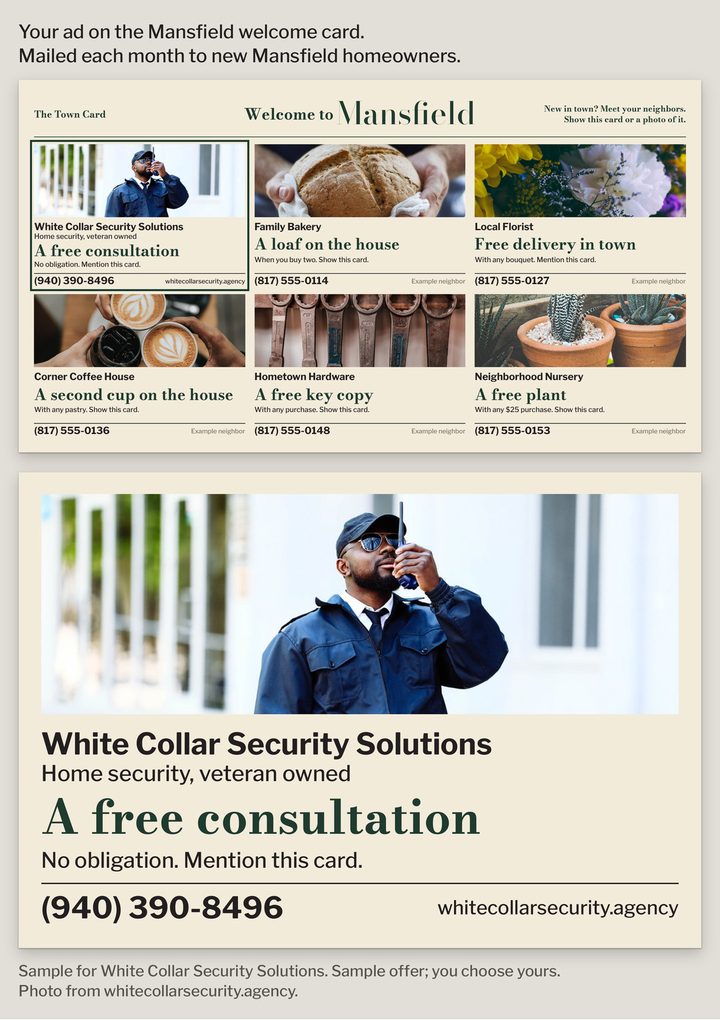 Your ad on the Mansfield welcome card.
Mailed each month to new Mansfield homeowners.
The Town Card
Welcome to Mansfield
New in town? Meet your neighbors.
Show this card or a photo of it.
White Collar Security Solutions
Home security, veteran owned
A free consultation
No obligation. Mention this card.
(940) 390-8496
whitecollarsecurity.agency
Family Bakery
A loaf on the house
When you buy two. Show this card.
(817) 555-0114
Example neighbor
Local Florist
Free delivery in town
With any bouquet. Mention this card.
(817) 555-0127
Example neighbor
Corner Coffee House
A second cup on the house
With any pastry. Show this card.
(817) 555-0136
Example neighbor
Hometown Hardware
A free key copy
With any purchase. Show this card.
(817) 555-0148
Example neighbor
Neighborhood Nursery
A free plant
With any $25 purchase. Show this card.
(817) 555-0153
Example neighbor
White Collar Security Solutions
Home security, veteran owned
A free consultation
No obligation. Mention this card.
(940) 390-8496
whitecollarsecurity.agency
Sample for White Collar Security Solutions. Sample offer; you choose yours.
Photo from whitecollarsecurity.agency.